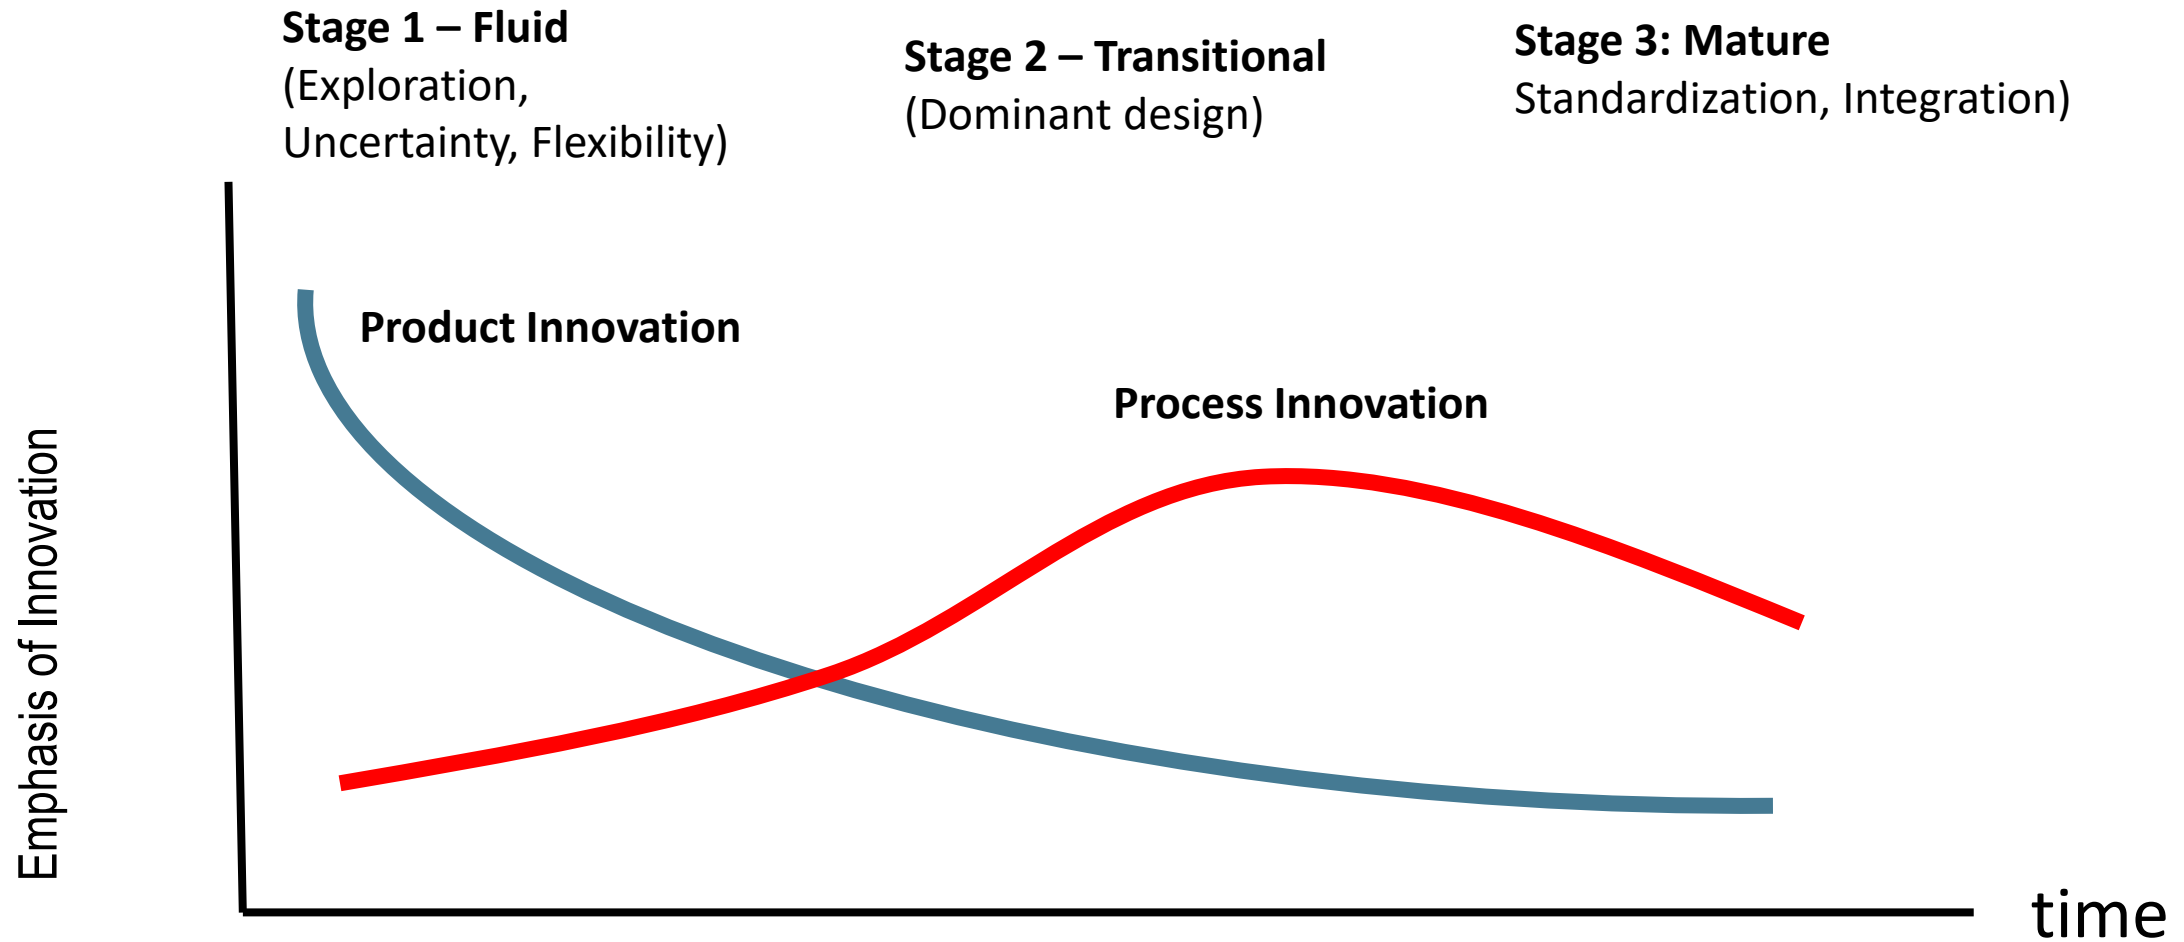 Stage 1 – Fluid
(Exploration,
Uncertainty, Flexibility)
Stage 2 – Transitional
(Dominant design)
Stage 3: Mature
Standardization, Integration)
Product Innovation
Process Innovation
Emphasis of Innovation
time